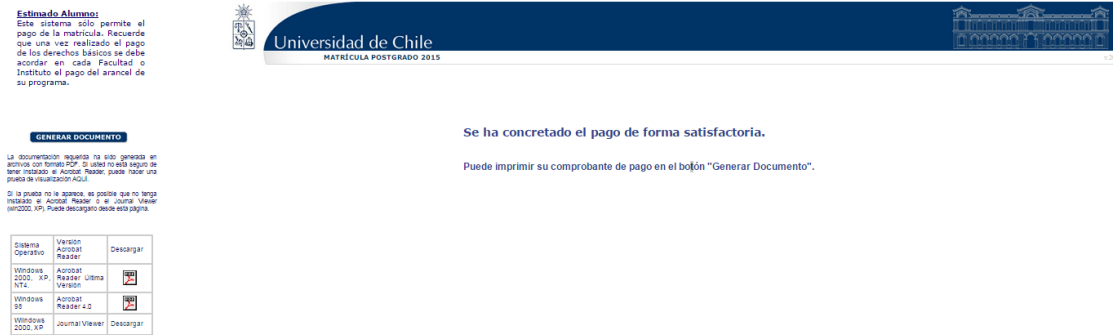 Estimado Alumno:
Este sistema sólo permite el
pago de la matrícula. Recuerde
que una vez realizado el pago
de los derechos básicos se debe
acordar en cada Facultad o
Instituto el pago del arancel de
su programa.
Universidad de Chile
MATRÍCULA POSTGRADO 2015
GENERAR DOCUMENTO
La documentación requerida ha sido generada en
archivos con formato PDF. Si usted no está seguro de
tener instalado el Acrobat Reader, puede hacer una
prueba de visualización AQUÍ.
Si la prueba no le aparece, es posible que no tenga
instalado el Acrobat Reader o el Journal Viewer
(win2000, XP). Puede descargarlo desde esta página.
Sistema Operativo
Versión Acrobat Reader
Descargar
Windows 2000, XP, NT4.
Acrobat Reader Última Versión
Windows 98
Acrobat Reader 4.0
Windows 2000, XP
Journal Viewer
Descargar
Se ha concretado el pago de forma satisfactoria.
Puede imprimir su comprobante de pago en el botón "Generar Documento".